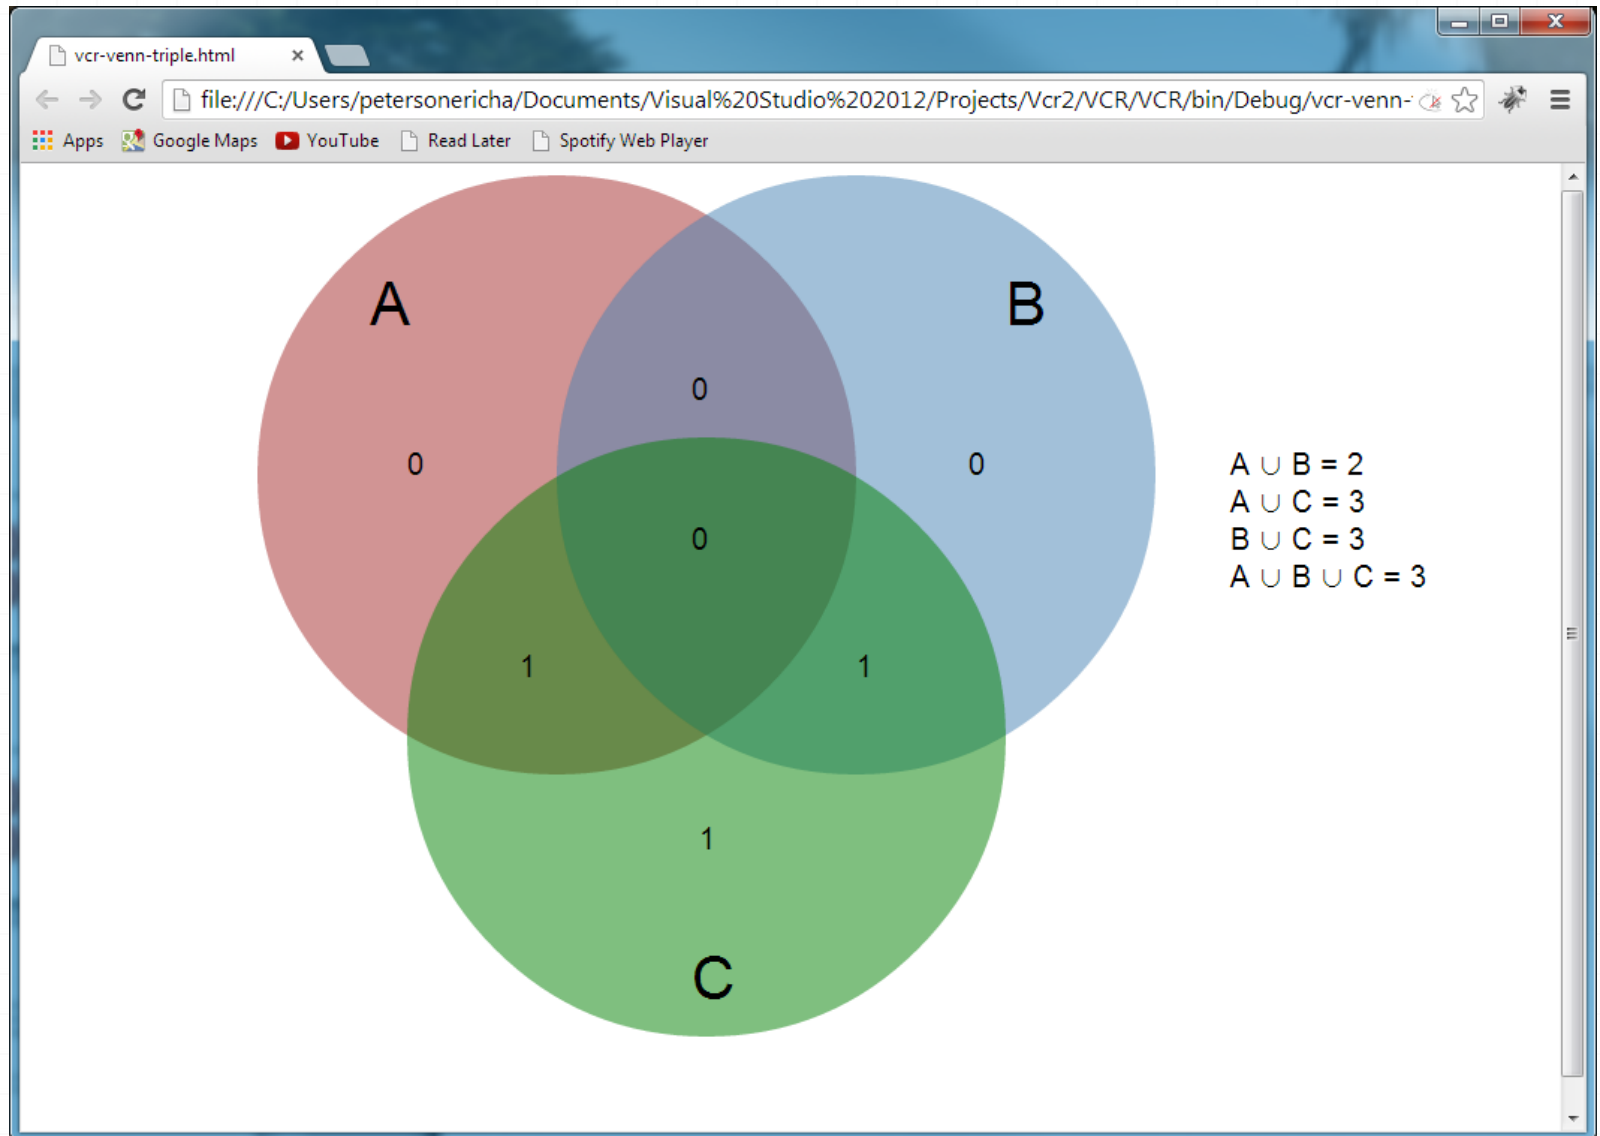 vcr-venn-triple.html
file:///C:/Users/petersonericha/Documents/Visual%20Studio%202012/Projects/Vcr2/VCR/VCR/bin/Debug/vcr-venn-
Apps Google Maps YouTube Read Later Spotify Web Player
A B
0
0 0
A ∪ B = 2
A ∪ C = 3
B ∪ C = 3
A ∪ B ∪ C = 3
0
1 1
1
C